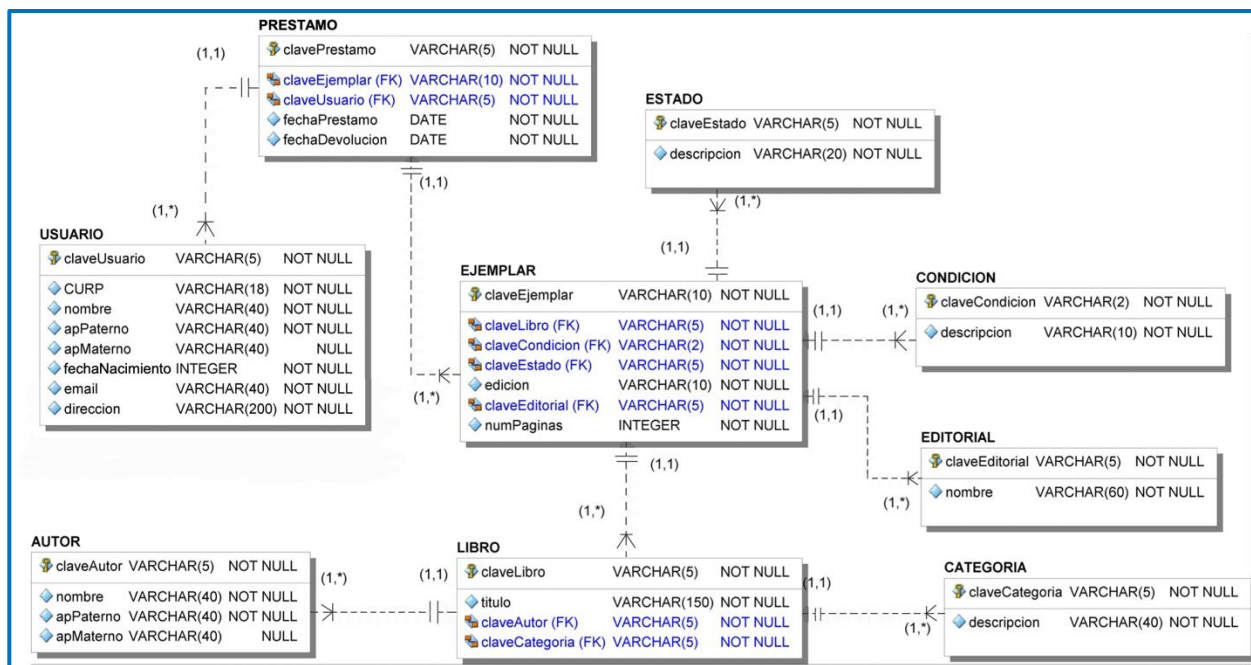 PRESTAMO
clavePrestamo VARCHAR(5) NOT NULL
claveEjemplar (FK) VARCHAR(10) NOT NULL
claveUsuario (FK) VARCHAR(5) NOT NULL
fechaPrestamo DATE NOT NULL
fechaDevolucion DATE NOT NULL
(1,1)
(1,*)
(1,1)
(1,*)
USUARIO
claveUsuario VARCHAR(5) NOT NULL
CURP VARCHAR(18) NOT NULL
nombre VARCHAR(40) NOT NULL
apPaterno VARCHAR(40) NOT NULL
apMaterno VARCHAR(40) NULL
fechaNacimiento INTEGER NOT NULL
email VARCHAR(40) NOT NULL
direccion VARCHAR(200) NOT NULL
ESTADO
claveEstado VARCHAR(5) NOT NULL
descripcion VARCHAR(20) NOT NULL
(1,*)
(1,1)
EJEMPLAR
claveEjemplar VARCHAR(10) NOT NULL
claveLibro (FK) VARCHAR(5) NOT NULL
claveCondicion (FK) VARCHAR(2) NOT NULL
claveEstado (FK) VARCHAR(5) NOT NULL
edicion VARCHAR(10) NOT NULL
claveEditorial (FK) VARCHAR(5) NOT NULL
numPaginas INTEGER NOT NULL
(1,1)
(1,*)
CONDICION
claveCondicion VARCHAR(2) NOT NULL
descripcion VARCHAR(10) NOT NULL
(1,1)
(1,*)
EDITORIAL
claveEditorial VARCHAR(5) NOT NULL
nombre VARCHAR(60) NOT NULL
(1,1)
(1,*)
AUTOR
claveAutor VARCHAR(5) NOT NULL
nombre VARCHAR(40) NOT NULL
apPaterno VARCHAR(40) NOT NULL
apMaterno VARCHAR(40) NULL
(1,*)
(1,1)
LIBRO
claveLibro VARCHAR(5) NOT NULL
titulo VARCHAR(150) NOT NULL
claveAutor (FK) VARCHAR(5) NOT NULL
claveCategoria (FK) VARCHAR(5) NOT NULL
(1,1)
(1,*)
CATEGORIA
claveCategoria VARCHAR(5) NOT NULL
descripcion VARCHAR(40) NOT NULL